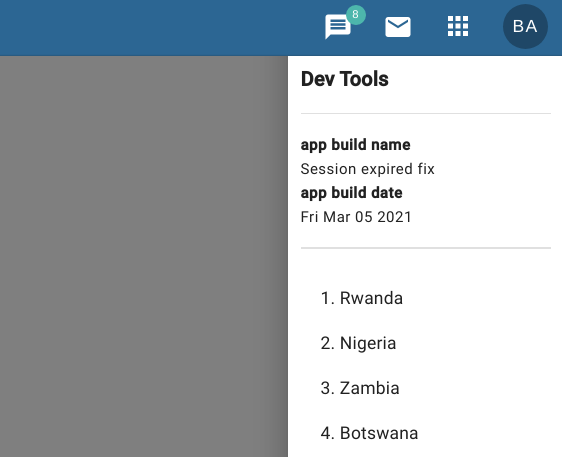 8
BA
Dev Tools
app build name
Session expired fix
app build date
Fri Mar 05 2021
1. Rwanda
2. Nigeria
3. Zambia
4. Botswana